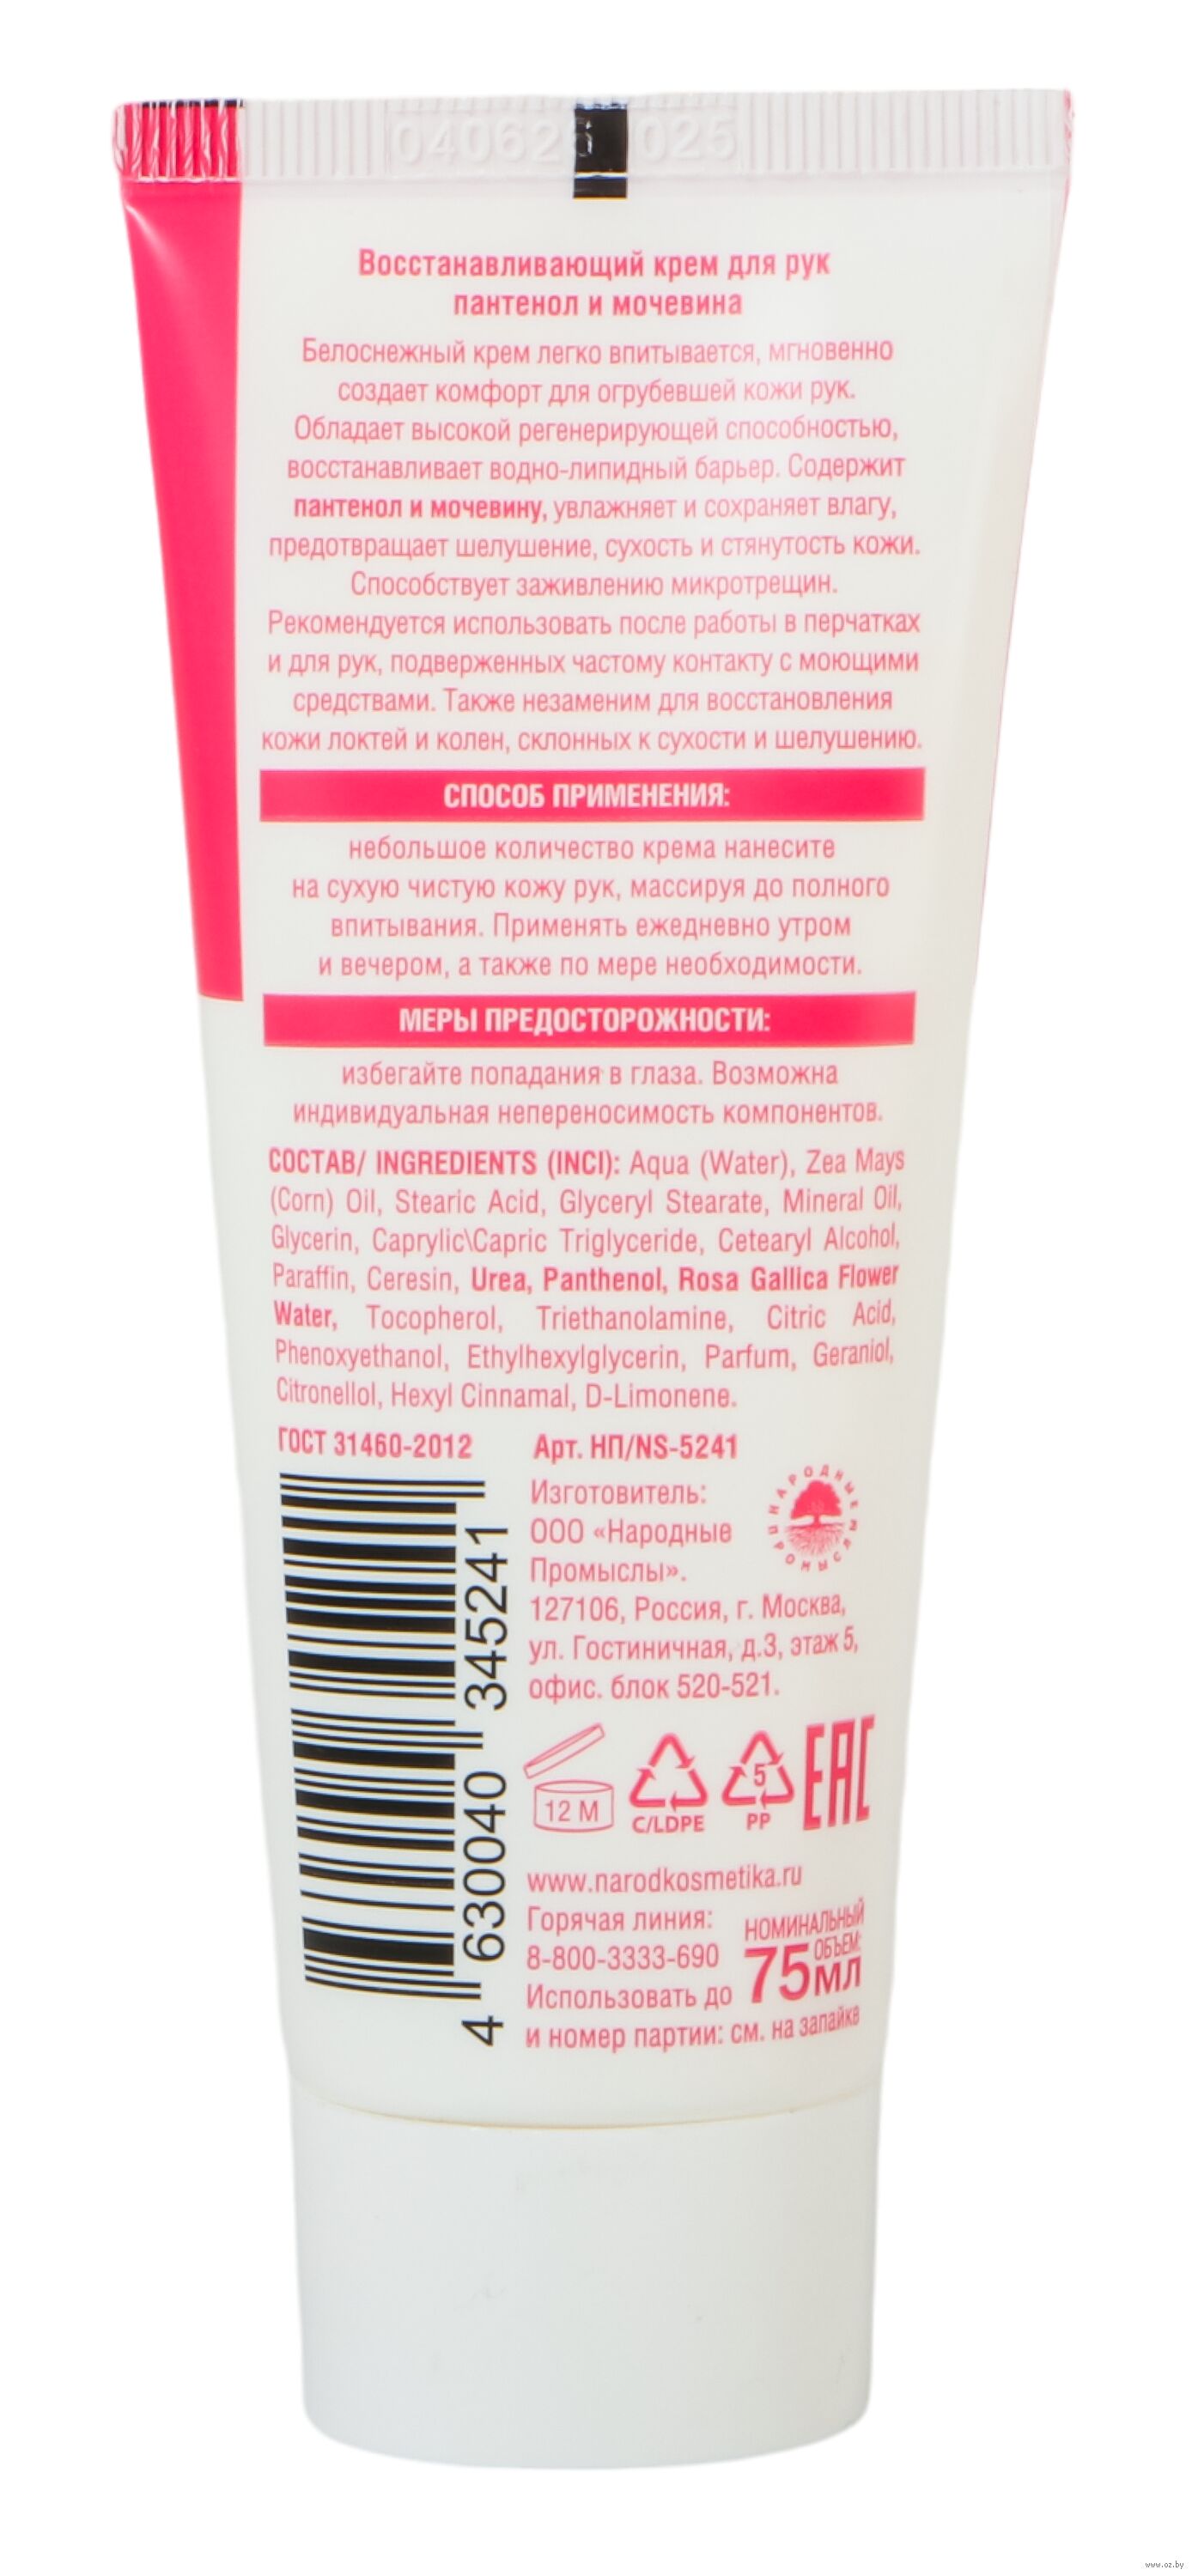 025
Восстанавливающий крем для рук
пантенол и мочевина
Белоснежный крем легко впитывается, мгновенно
создает комфорт для огрубевшей кожи рук.
Обладает высокой регенерирующей способностью,
восстанавливает водно-липидный барьер. Содержит
пантенол и мочевину, увлажняет и сохраняет влагу,
предотвращает шелушение, сухость и стянутость кожи.
Способствует заживлению микротрещин.
Рекомендуется использовать после работы в перчатках
и для рук, подверженных частому контакту с моющими
средствами. Также незаменим для восстановления
кожи локтей и колен, склонных к сухости и шелушению.
СПОСОБ ПРИМЕНЕНИЯ:
небольшое количество крема нанесите
на сухую чистую кожу рук, массируя до полного
впитывания. Применять ежедневно утром
и вечером, а также по мере необходимости.
МЕРЫ ПРЕДОСТОРОЖНОСТИ:
избегайте попадания в глаза. Возможна
индивидуальная непереносимость компонентов.
СОСТАВ/ INGREDIENTS (INCI): Aqua (Water), Zea Mays
(Corn) Oil, Stearic Acid, Glyceryl Stearate, Mineral Oil,
Glycerin, Caprylic\Capric Triglyceride, Cetearyl Alcohol,
Paraffin, Ceresin, Urea, Panthenol, Rosa Gallica Flower
Water, Tocopherol, Triethanolamine, Citric Acid,
Phenoxyethanol, Ethylhexylglycerin, Parfum, Geraniol,
Citronellol, Hexyl Cinnamal, D-Limonene.
ГОСТ 31460-2012 Арт. НП/NS-5241
Изготовитель:
ООО «Народные
Промыслы».
127106, Россия, г. Москва,
ул. Гостиничная, д.3, этаж 5,
офис. блок 520-521.
НАРОДНЫЕ ПРОМЫСЛЫ
4 630040 345241
12 М
C/LDPE
5
PP
EAC
www.narodkosmetika.ru
Горячая линия:
8-800-3333-690
Использовать до
и номер партии: см. на запайке
НОМИНАЛЬНЫЙ
ОБЪЕМ:
75мл
www.oz.by